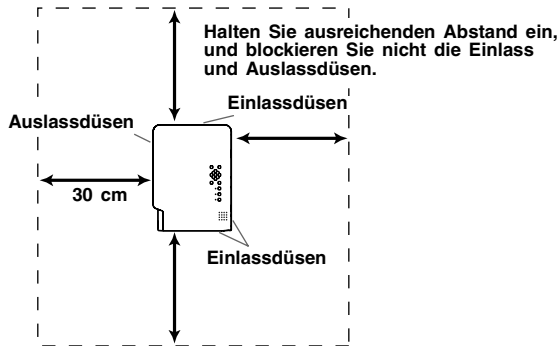 Halten Sie ausreichenden Abstand ein,
und blockieren Sie nicht die Einlass
und Auslassdüsen.
Einlassdüsen
Auslassdüsen
30 cm
Einlassdüsen